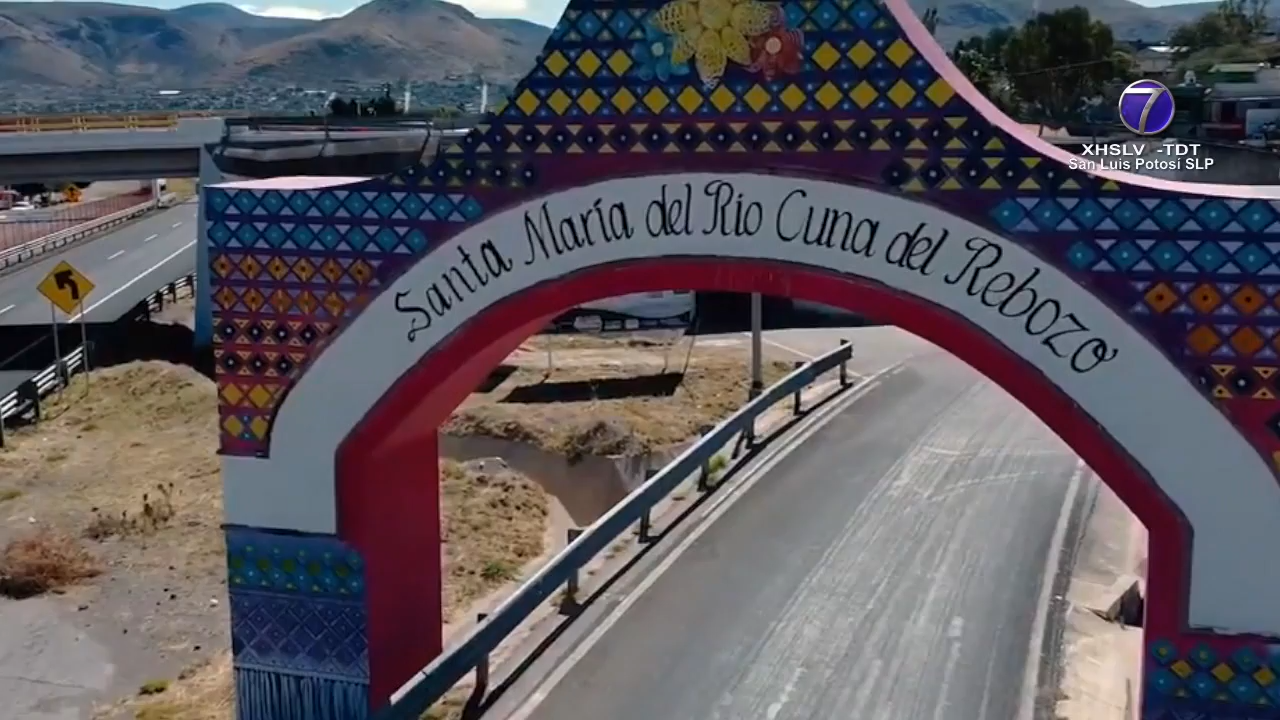 7
XHSLV -TDT
San Luis Potosí SLP
Santa María del Rio Cuna del Rebozo